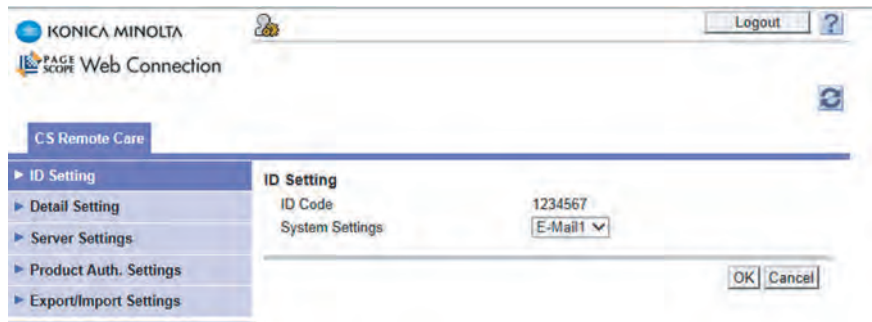 KONICA MINOLTA
Logout
?
PAGE SCOPE Web Connection
CS Remote Care
ID Setting
Detail Setting
Server Settings
Product Auth. Settings
Export/Import Settings
ID Setting
ID Code 1234567
System Settings E-Mail1
OK Cancel